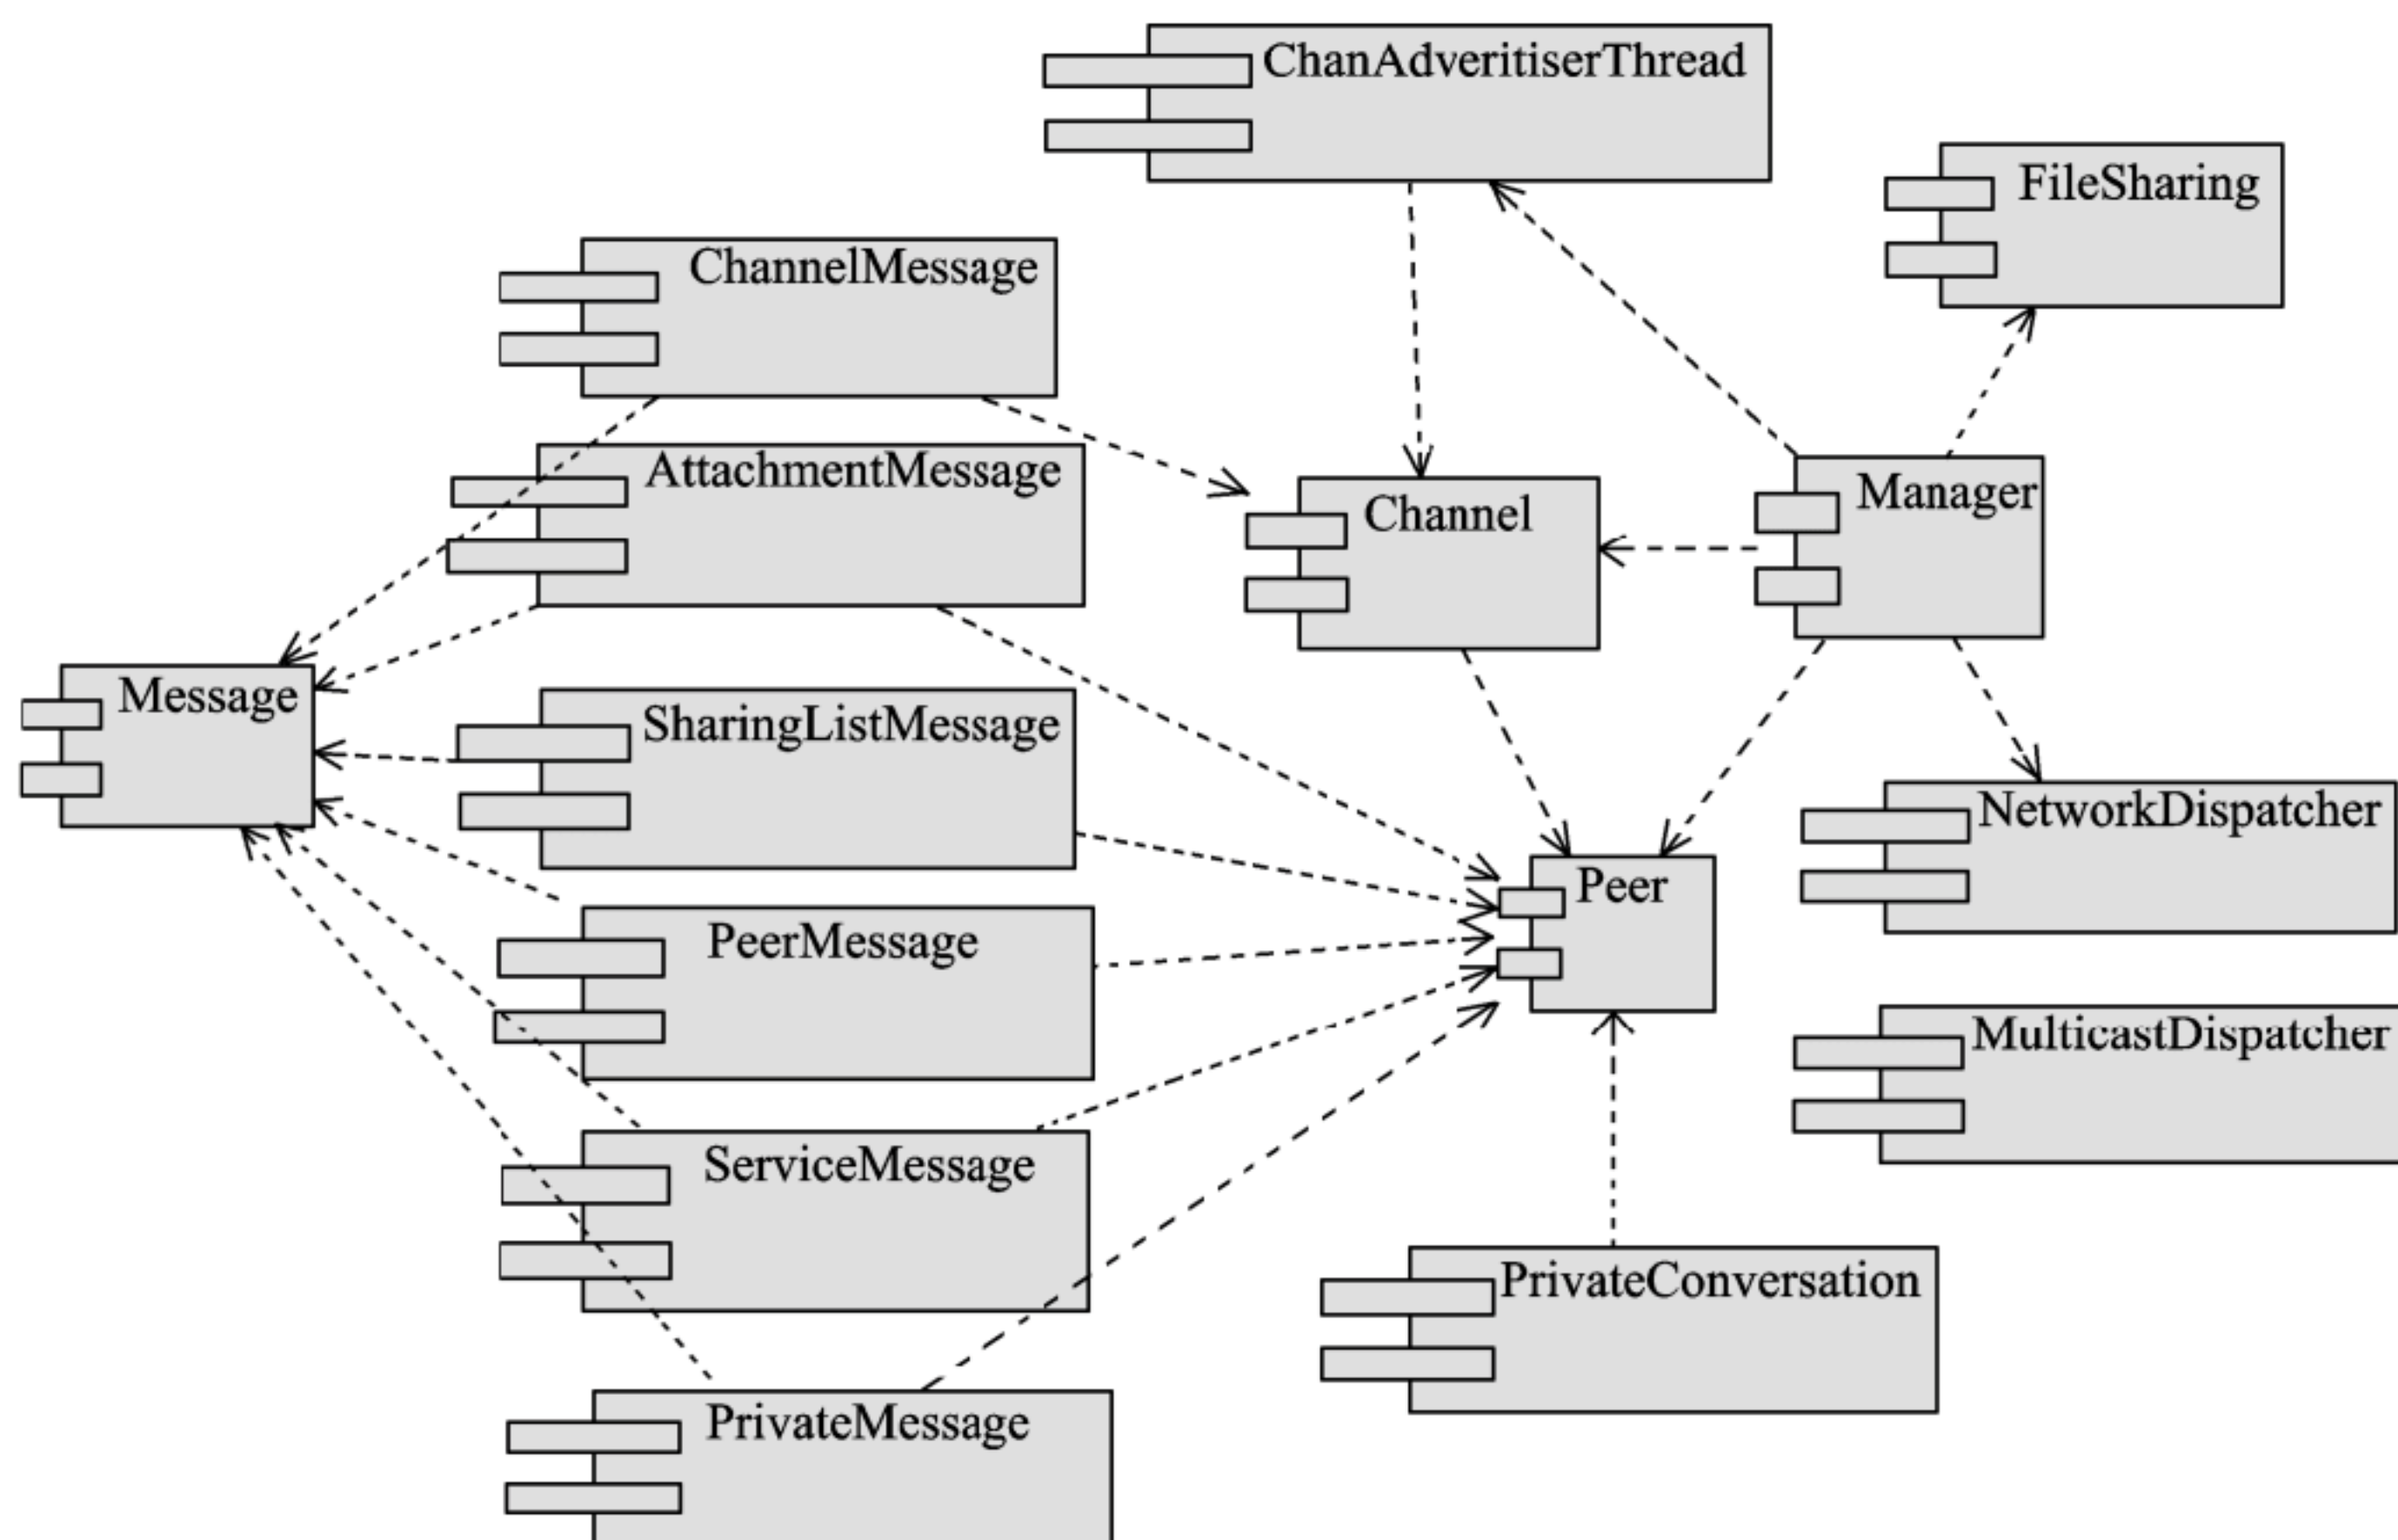 ChanAdveritiserThread
FileSharing
ChannelMessage
AttachmentMessage
Channel
Manager
Message
SharingListMessage
NetworkDispatcher
Peer
PeerMessage
MulticastDispatcher
ServiceMessage
PrivateConversation
PrivateMessage